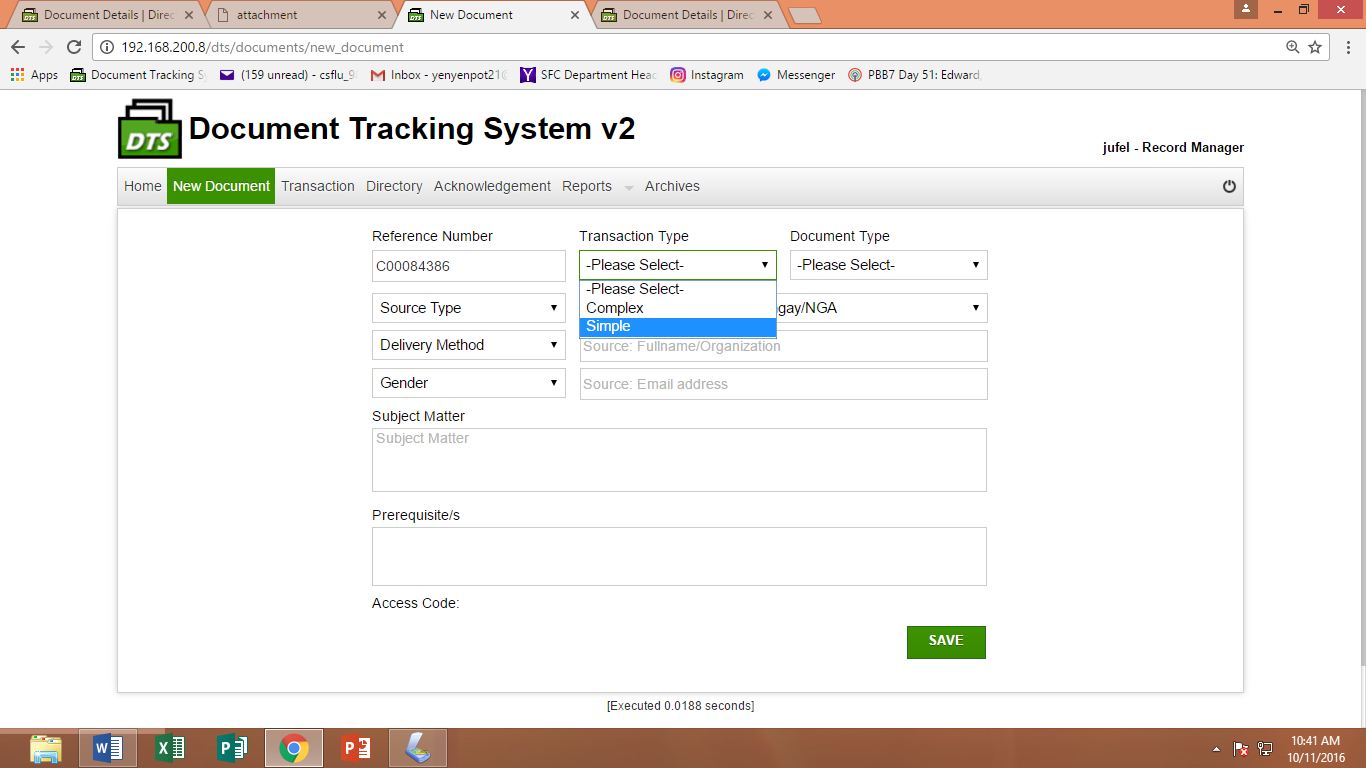 Document Details | Direc
attachment
New Document
Document Details | Direc
192.168.200.8/dts/documents/new_document
Apps
Document Tracking S
(159 unread) - csflu_9
Inbox - yenyenpot21
SFC Department Hea
Instagram
Messenger
PBB7 Day 51: Edward,
DTS
Document Tracking System v2
jufel - Record Manager
Home
New Document
Transaction
Directory
Acknowledgement
Reports
Archives
Reference Number
Transaction Type
Document Type
C00084386
-Please Select-
-Please Select-
-Please Select-
Complex
Simple
Source Type
gay/NGA
Delivery Method
Source: Fullname/Organization
Gender
Source: Email address
Subject Matter
Subject Matter
Prerequisite/s
Access Code:
SAVE
[Executed 0.0188 seconds]
10:41 AM
10/11/2016